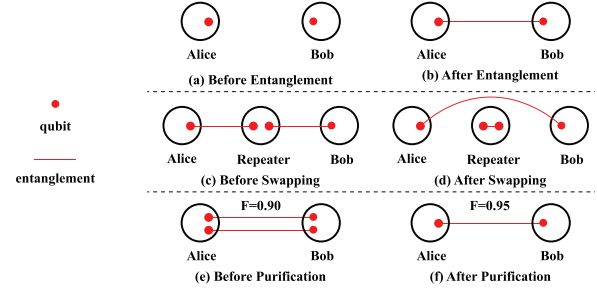 Alice Bob Alice Bob
(a) Before Entanglement (b) After Entanglement
qubit
entanglement
Alice Repeater Bob Alice Repeater Bob
(c) Before Swapping (d) After Swapping
F=0.90 F=0.95
Alice Bob Alice Bob
(e) Before Purification (f) After Purification